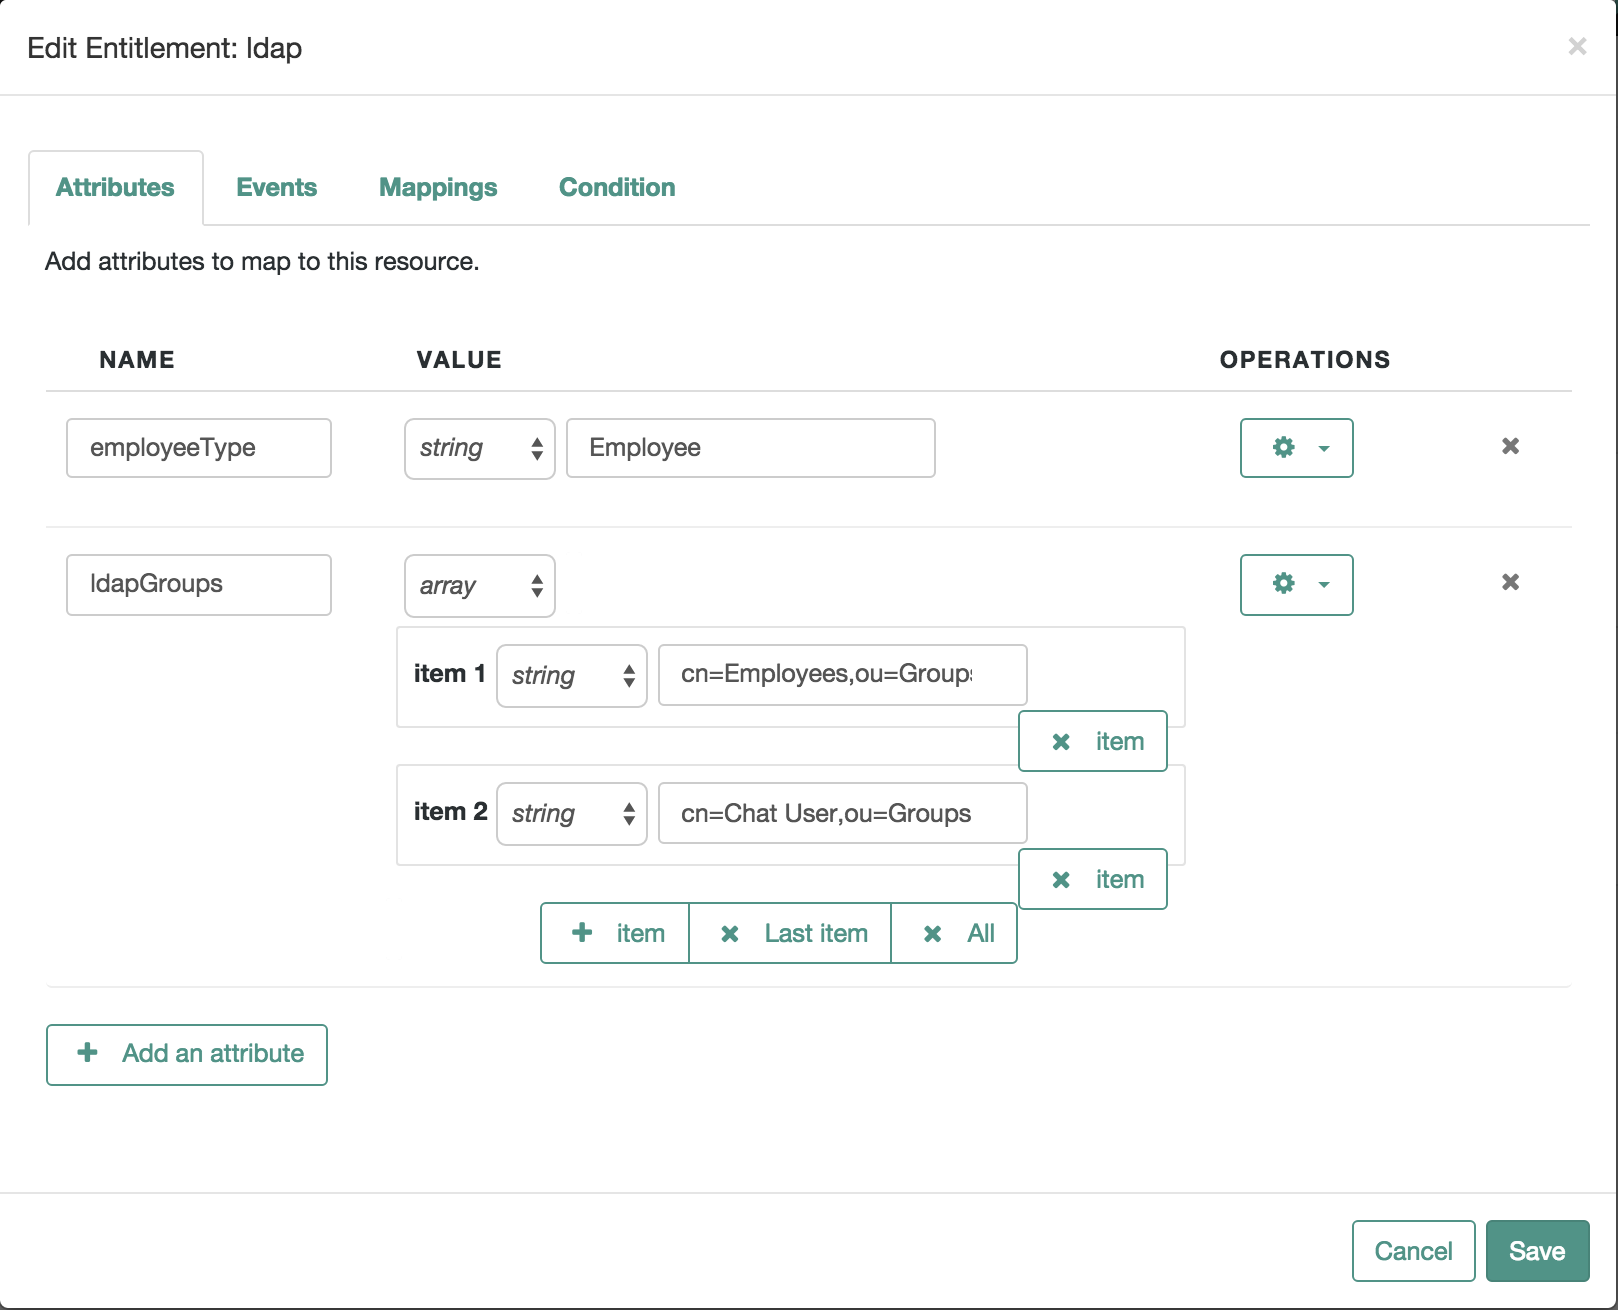 Edit Entitlement: ldap
Attributes Events Mappings Condition
Add attributes to map to this resource.
NAME VALUE OPERATIONS
employeeType string Employee
ldapGroups array
item 1 string cn=Employees,ou=Groups
item
item 2 string cn=Chat User,ou=Groups
item
item Last item All
Add an attribute
Cancel Save